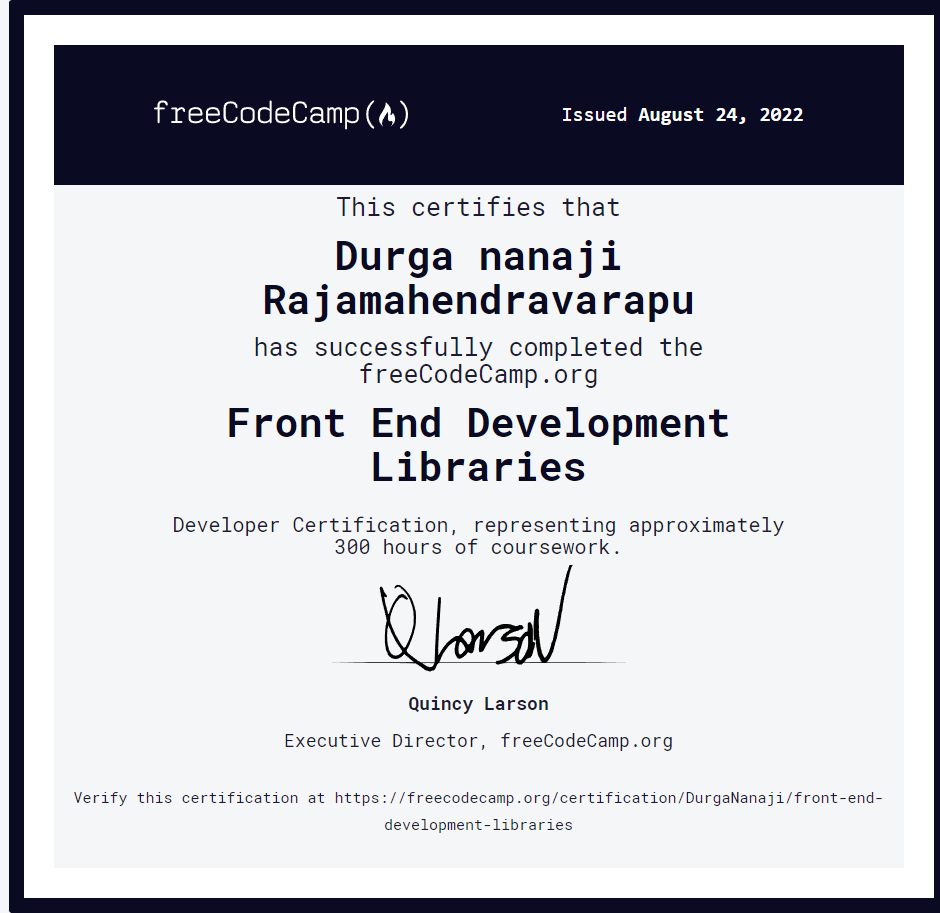 freeCodeCamp(🔥)
Issued August 24, 2022
This certifies that
Durga nanaji
Rajamahendravarapu
has successfully completed the
freeCodeCamp.org
Front End Development
Libraries
Developer Certification, representing approximately
300 hours of coursework.
QLarson
Quincy Larson
Executive Director, freeCodeCamp.org
Verify this certification at https://freecodecamp.org/certification/DurgaNanaji/front-end-
development-libraries